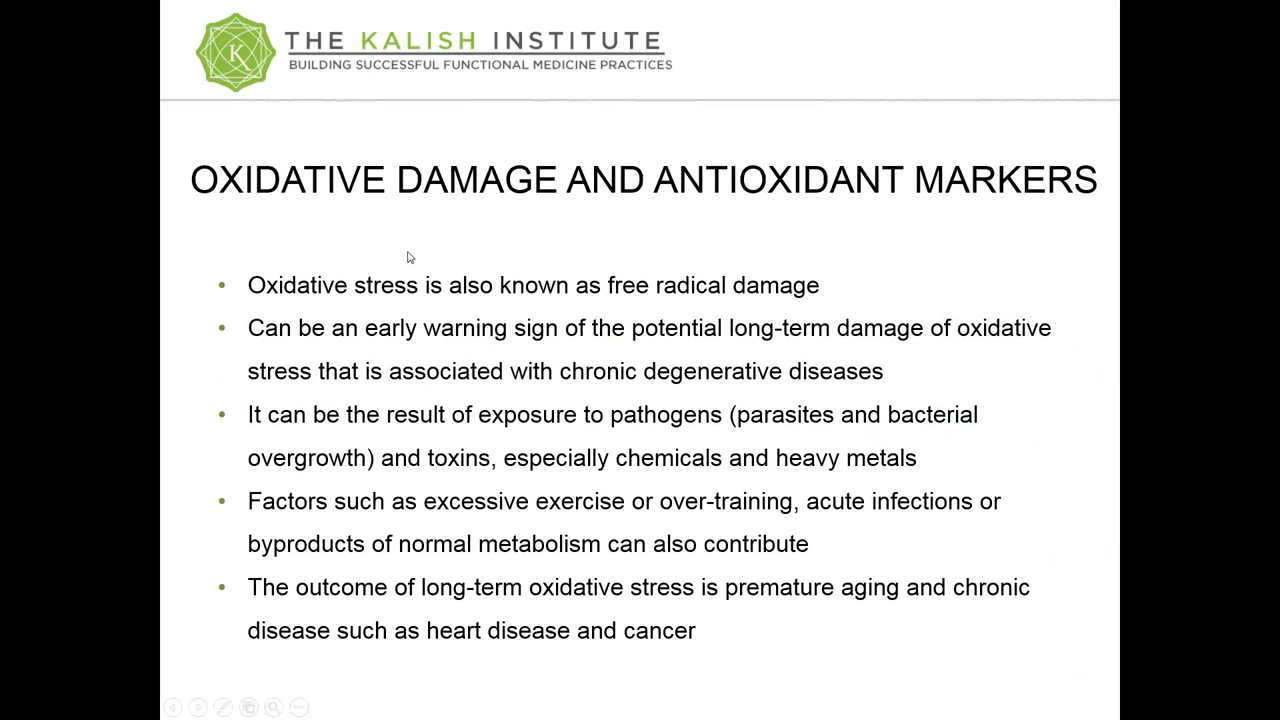 K
THE KALISH INSTITUTE
BUILDING SUCCESSFUL FUNCTIONAL MEDICINE PRACTICES
OXIDATIVE DAMAGE AND ANTIOXIDANT MARKERS
• Oxidative stress is also known as free radical damage
• Can be an early warning sign of the potential long-term damage of oxidative
stress that is associated with chronic degenerative diseases
• It can be the result of exposure to pathogens (parasites and bacterial
overgrowth) and toxins, especially chemicals and heavy metals
• Factors such as excessive exercise or over-training, acute infections or
byproducts of normal metabolism can also contribute
• The outcome of long-term oxidative stress is premature aging and chronic
disease such as heart disease and cancer